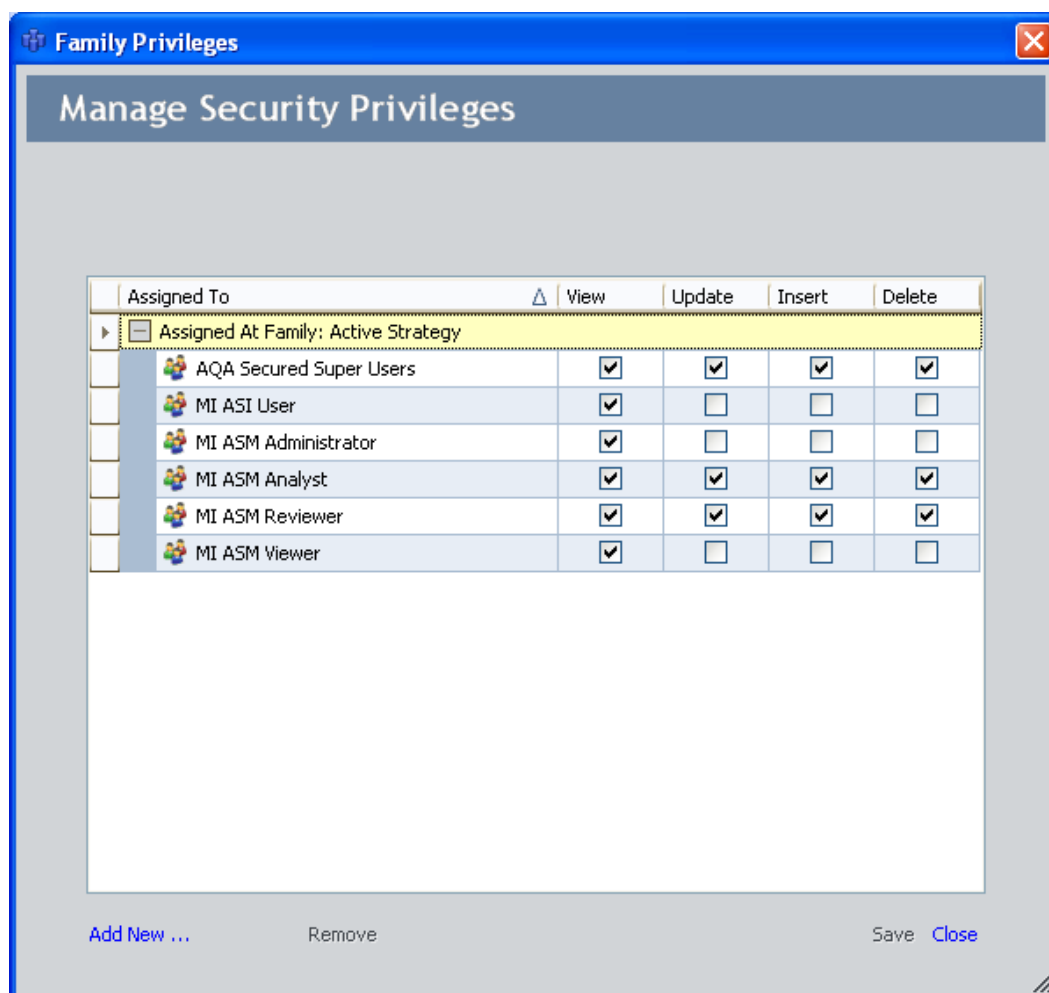 Family Privileges
Manage Security Privileges
Assigned To View Update Insert Delete
Assigned At Family: Active Strategy
AQA Secured Super Users
MI ASI User
MI ASM Administrator
MI ASM Analyst
MI ASM Reviewer
MI ASM Viewer
Add New ... Remove Save Close